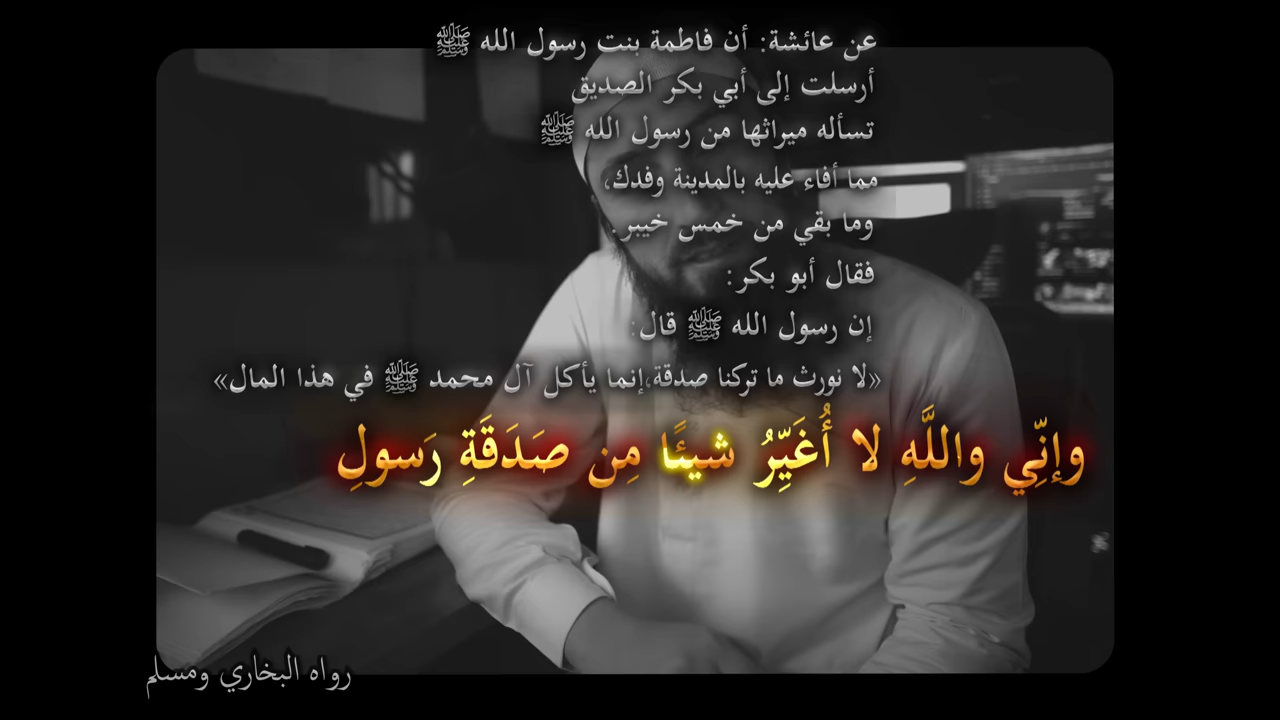 عن عائشة: أن فاطمة بنت رسول الله ﷺ
أرسلت إلى أبي بكر الصديق
تسأله ميراثها من رسول الله ﷺ
مما أفاء عليه بالمدينة وفدك،
وما بقي من خمس خيبر.
فقال أبو بكر:
إن رسول الله ﷺ قال:
«لا نورث ما تركنا صدقة،إنما يأكل آل محمد ﷺ في هذا المال»
وإنِّي واللَّهِ لا أُغَيِّرُ شيئًا مِن صَدَقَةِ رَسولِ
رواه البخاري ومسلم